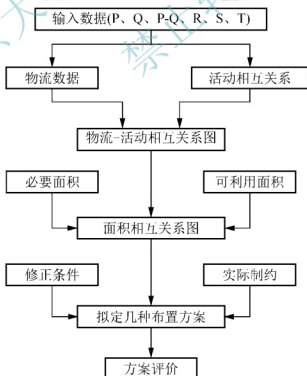 输入数据(P、Q、P-Q、R、S、T)
物流数据
活动相互关系
物流-活动相互关系图
必要面积
可利用面积
面积相互关系图
修正条件
实际制约
拟定几种布置方案
方案评价